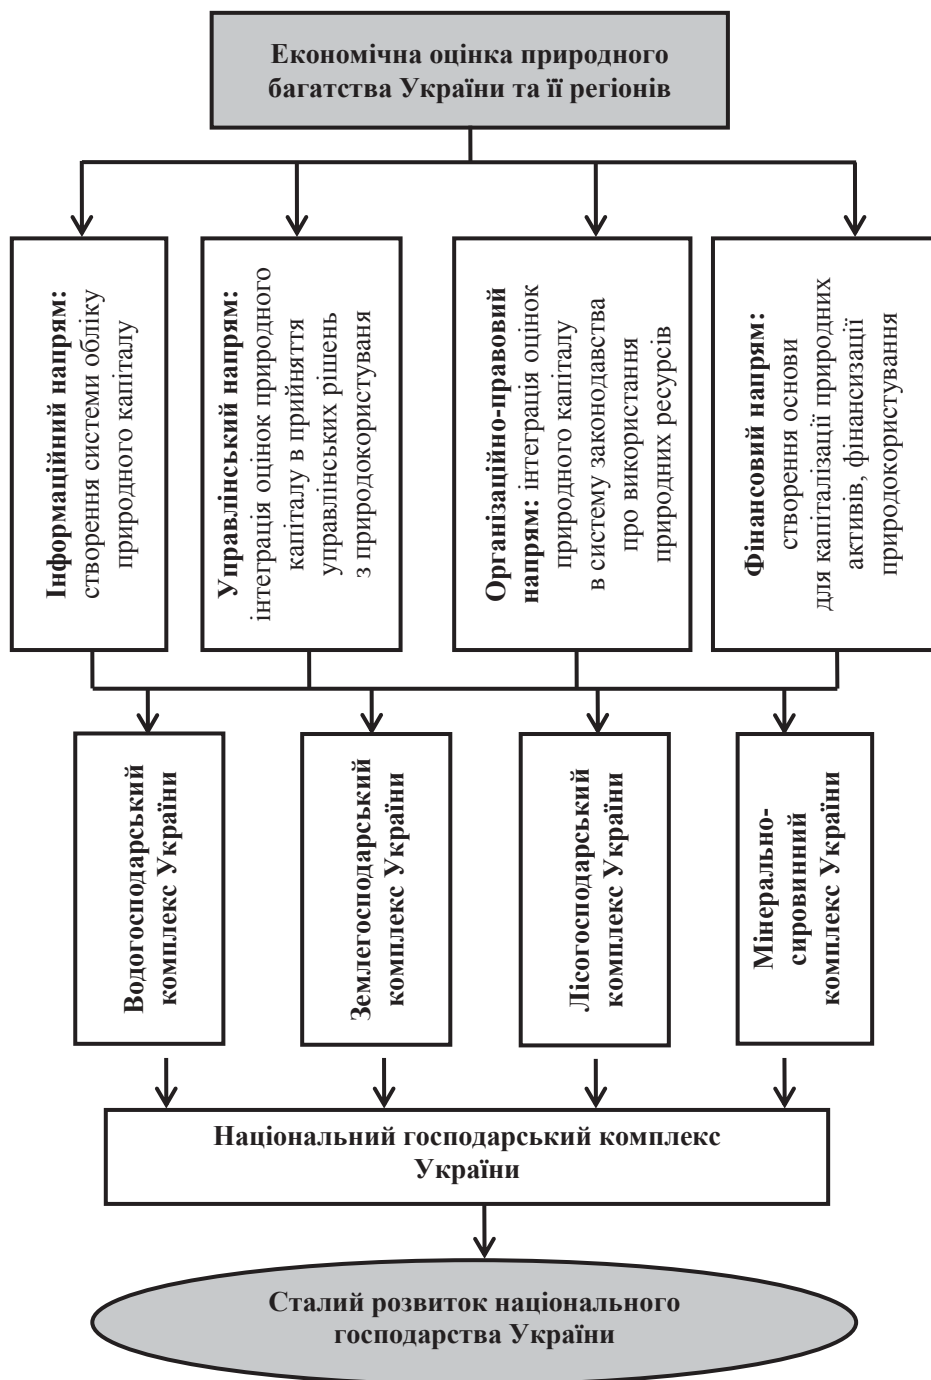 Економічна оцінка природного
багатства України та її регіонів
Інформаційний напрям:
створення системи обліку
природного капіталу
Управлінський напрям:
інтеграція оцінок природного
капіталу в прийняття
управлінських рішень
з природокористуваня
Організаційно-правовий
напрям: інтеграція оцінок
природного капіталу
в систему законодавства
про використання
природних ресурсів
Фінансовий напрям:
створення основи
для капіталізації природних
активів, фінансизації
природокористування
Водогосподарський
комплекс України
Землегосподарський
комплекс України
Лісогосподарський
комплекс України
Мінерально-
сировинний
комплекс України
Національний господарський комплекс
України
Сталий розвиток національного
господарства України